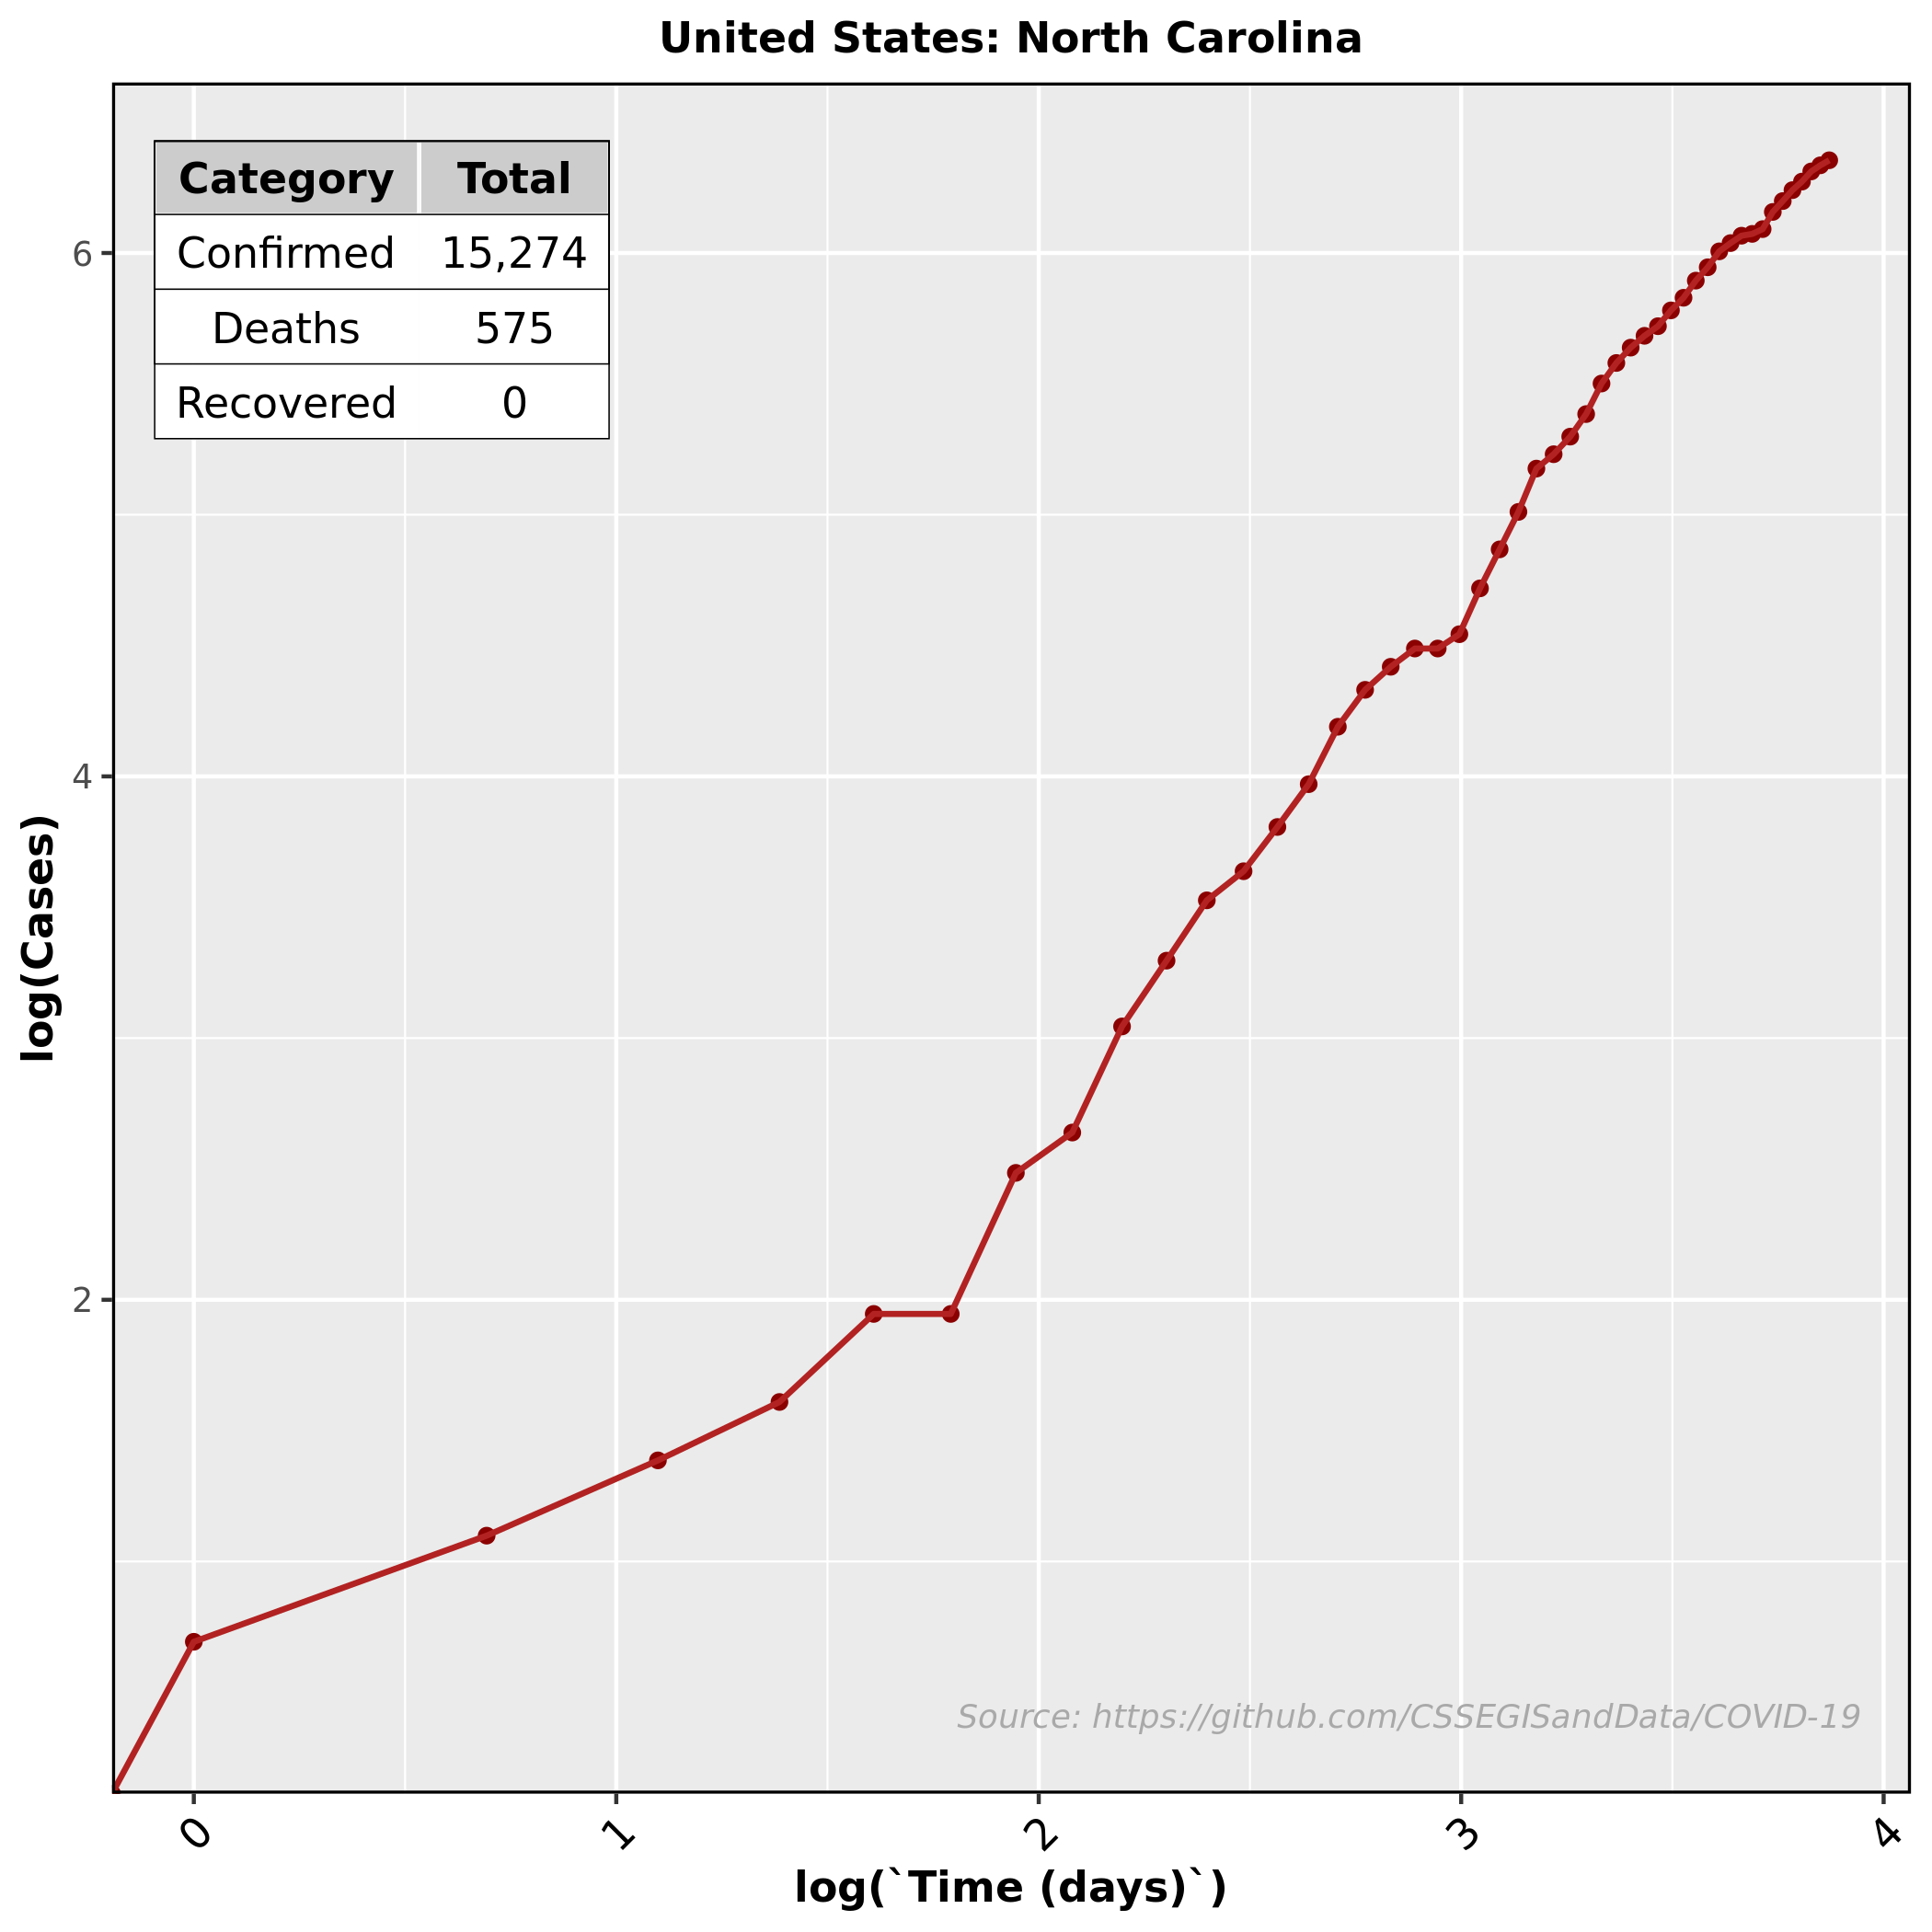 United States: North Carolina
Category Total
Confirmed 15,274
Deaths 575
Recovered 0
6
4
2
log(Cases)
Source: https://github.com/CSSEGISandData/COVID-19
0 1 2 3 4
log(`Time (days)`)